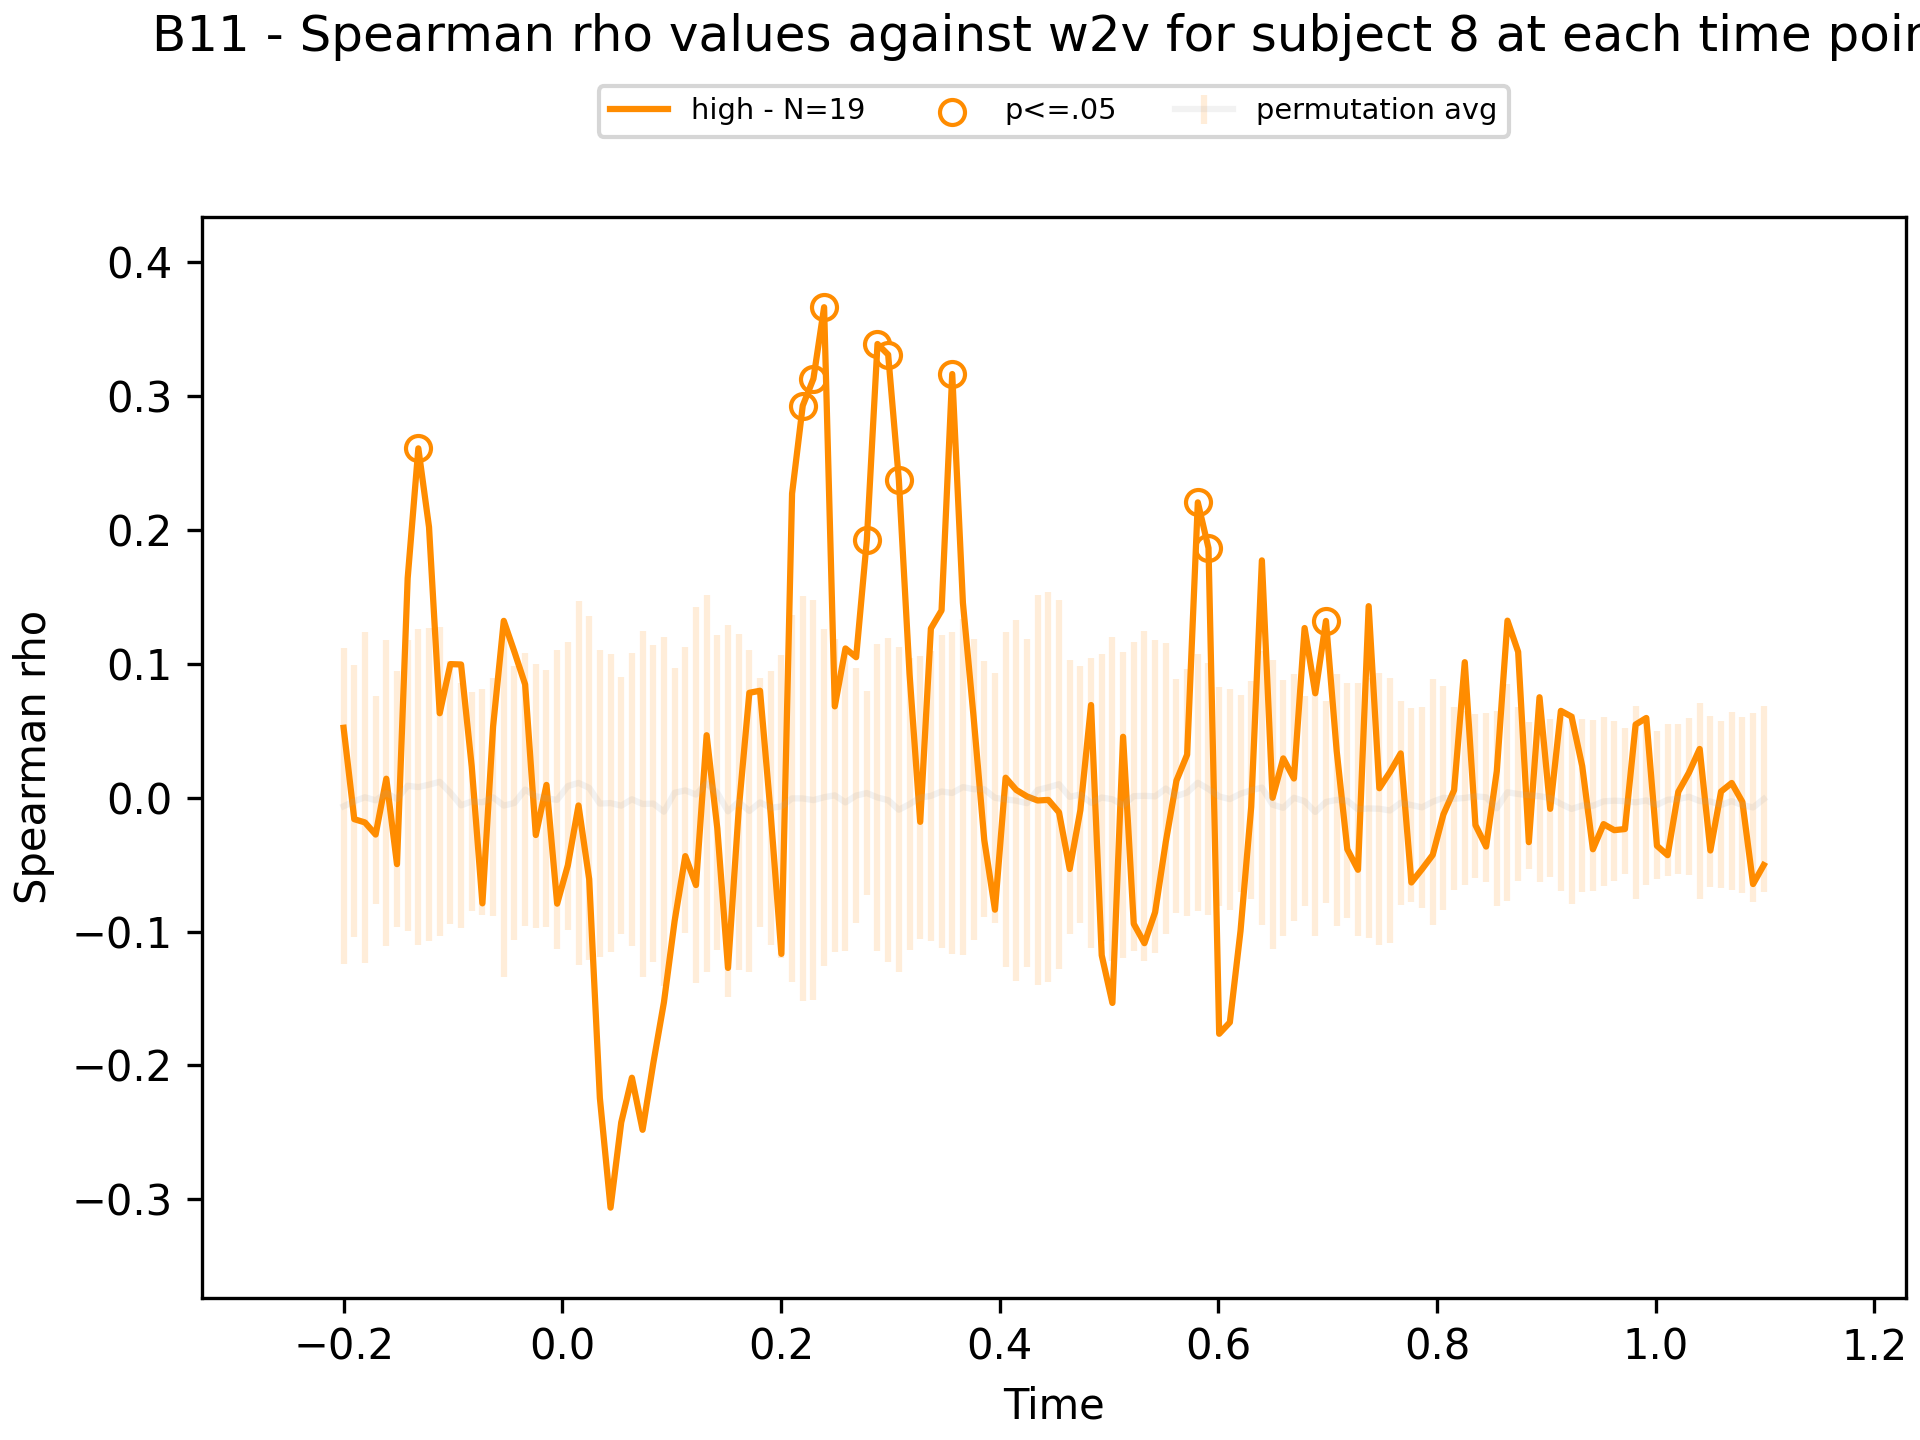 B11 - Spearman rho values against w2v for subject 8 at each time
high - N=19 p<=.05 permutation avg
0.4
0.3
0.2
0.1
0.0
−0.1
−0.2
−0.3
Spearman rho
−0.2 0.0 0.2 0.4 0.6 0.8 1.0 1.2
Time